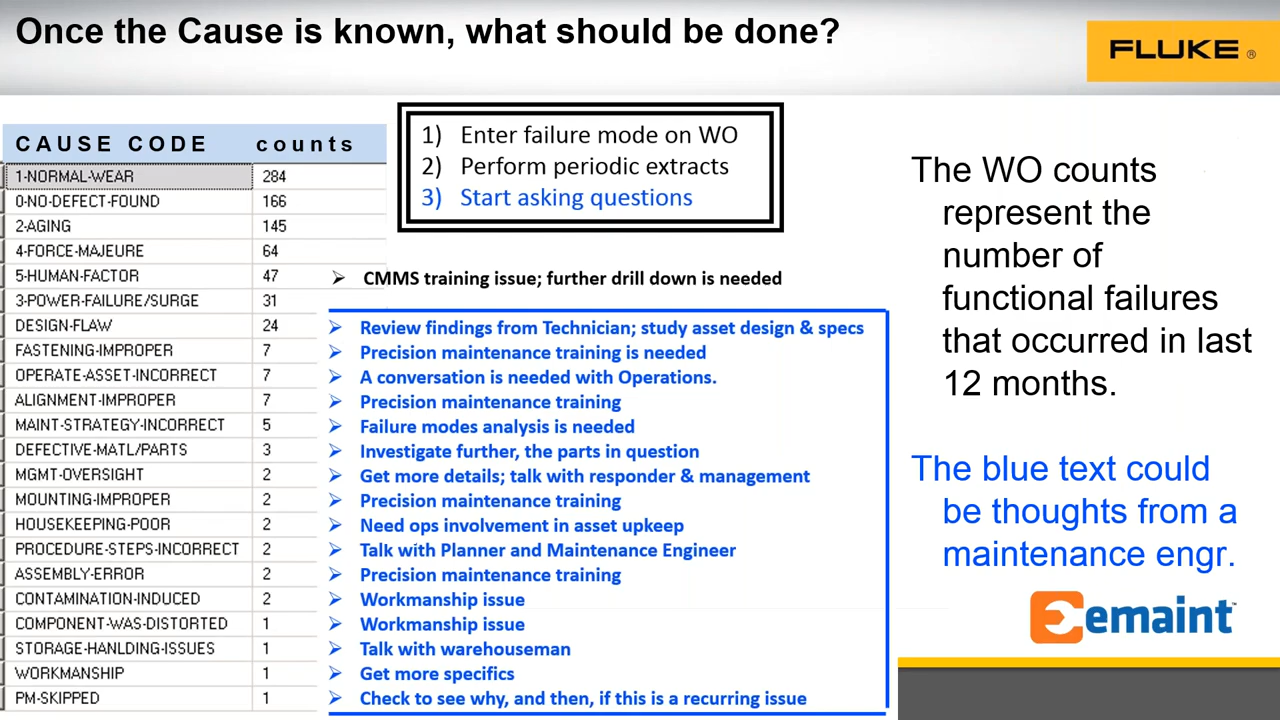 Once the Cause is known, what should be done?
FLUKE ®
CAUSE CODE counts
1-NORMAL-WEAR 284
0-NO-DEFECT-FOUND 166
2-AGING 145
4-FORCE-MAJEURE 64
5-HUMAN-FACTOR 47
3-POWER-FAILURE/SURGE 31
DESIGN-FLAW 24
FASTENING-IMPROPER 7
OPERATE-ASSET-INCORRECT 7
ALIGNMENT-IMPROPER 7
MAINT-STRATEGY-INCORRECT 5
DEFECTIVE-MATL/PARTS 3
MGMT-OVERSIGHT 2
MOUNTING-IMPROPER 2
HOUSEKEEPING-POOR 2
PROCEDURE-STEPS-INCORRECT 2
ASSEMBLY-ERROR 2
CONTAMINATION-INDUCED 2
COMPONENT-WAS-DISTORTED 1
STORAGE-HANLDING-ISSUES 1
WORKMANSHIP 1
PM-SKIPPED 1
1) Enter failure mode on WO
2) Perform periodic extracts
3) Start asking questions
➢ CMMS training issue; further drill down is needed
➢ Review findings from Technician; study asset design & specs
➢ Precision maintenance training is needed
➢ A conversation is needed with Operations.
➢ Precision maintenance training
➢ Failure modes analysis is needed
➢ Investigate further, the parts in question
➢ Get more details; talk with responder & management
➢ Precision maintenance training
➢ Need ops involvement in asset upkeep
➢ Talk with Planner and Maintenance Engineer
➢ Precision maintenance training
➢ Workmanship issue
➢ Workmanship issue
➢ Talk with warehouseman
➢ Get more specifics
➢ Check to see why, and then, if this is a recurring issue
The WO counts
represent the
number of
functional failures
that occurred in last
12 months.
The blue text could
be thoughts from a
maintenance engr.
emaint™